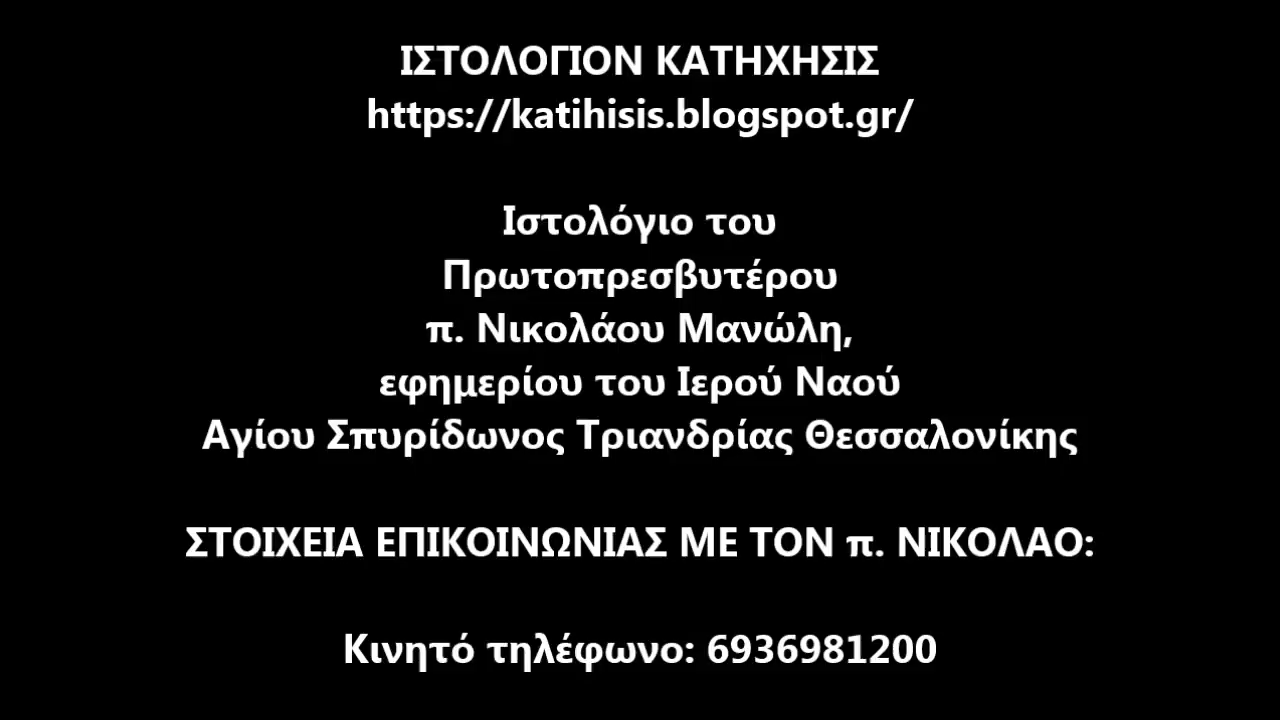 ΙΣΤΟΛΟΓΙΟΝ ΚΑΤΗΧΗΣΙΣ
https://katihisis.blogspot.gr/
Ιστολόγιο του
Πρωτοπρεσβυτέρου
π. Νικολάου Μανώλη,
εφημερίου του Ιερού Ναού
Αγίου Σπυρίδωνος Τριανδρίας Θεσσαλονίκης
ΣΤΟΙΧΕΙΑ ΕΠΙΚΟΙΝΩΝΙΑΣ ΜΕ ΤΟΝ π. ΝΙΚΟΛΑΟ:
Κινητό τηλέφωνο: 6936981200